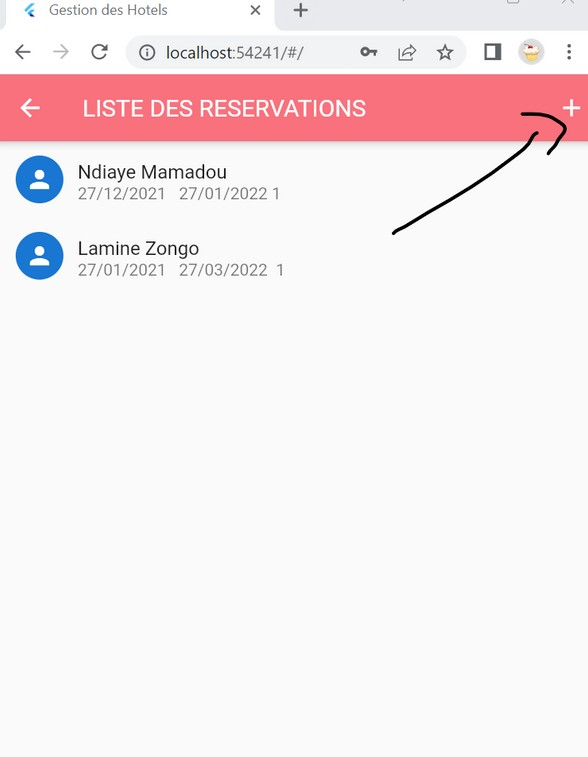 Gestion des Hotels
localhost:54241/#/
LISTE DES RESERVATIONS
Ndiaye Mamadou
27/12/2021 27/01/2022 1
Lamine Zongo
27/01/2021 27/03/2022 1